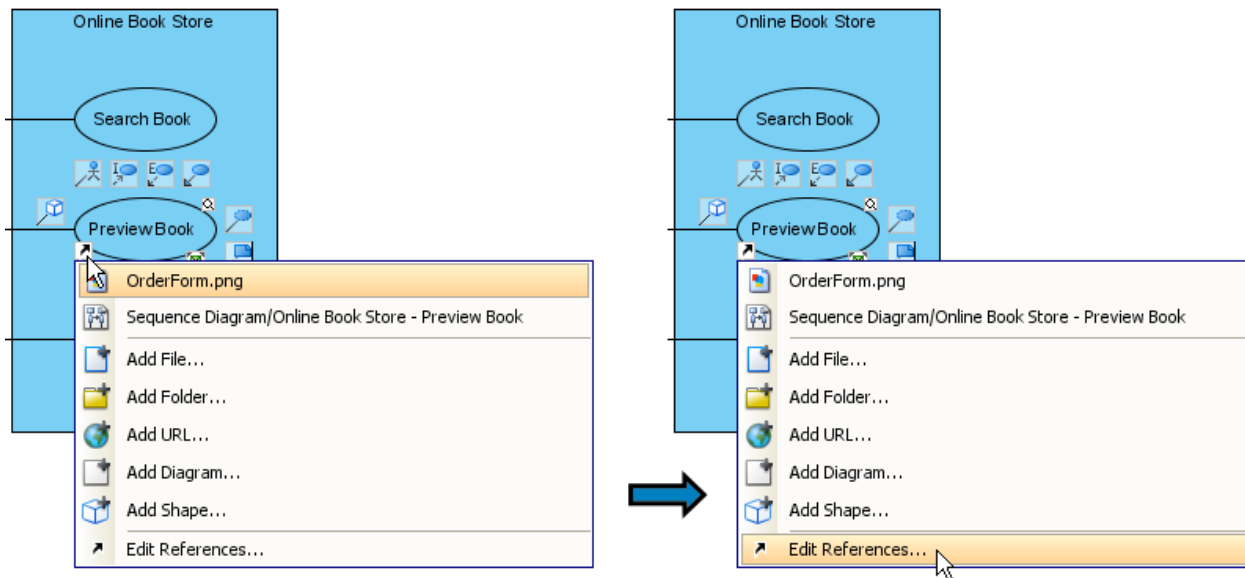 Online Book Store
Search Book
I
E
Preview Book
OrderForm.png
Sequence Diagram/Online Book Store - Preview Book
Add File...
Add Folder...
Add URL...
Add Diagram...
Add Shape...
Edit References...
Online Book Store
Search Book
I
E
Preview Book
OrderForm.png
Sequence Diagram/Online Book Store - Preview Book
Add File...
Add Folder...
Add URL...
Add Diagram...
Add Shape...
Edit References...